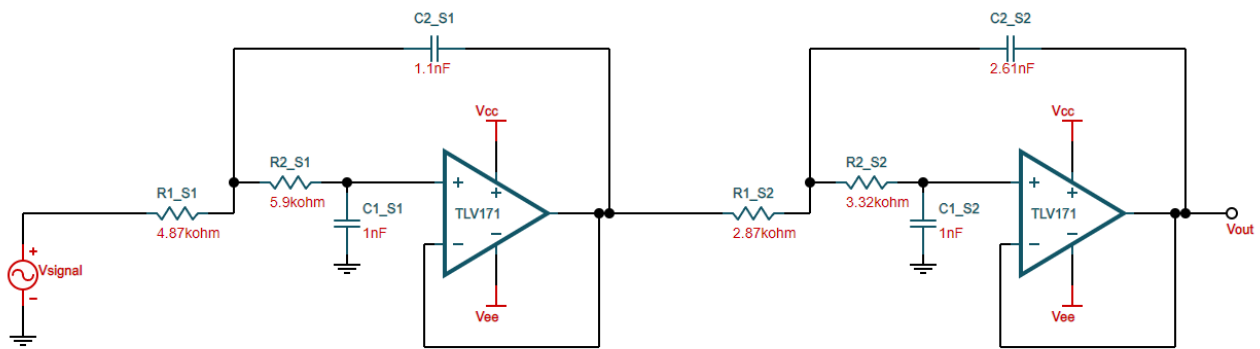 C2_S1
1.1nF
C2_S2
2.61nF
Vcc
Vcc
R2_S1
5.9kohm
R2_S2
3.32kohm
R1_S1
4.87kohm
C1_S1
1nF
+
+
TLV171
−
−
R1_S2
2.87kohm
C1_S2
1nF
+
+
TLV171
−
−
Vout
+
Vsignal
−
Vee
Vee